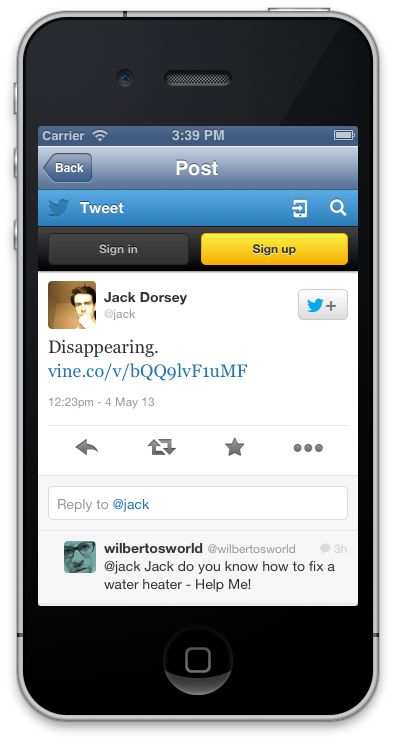 Carrier 3:39 PM
Back Post
Tweet
Sign in Sign up
Jack Dorsey
@jack
Disappearing.
vine.co/v/bQQ9lvF1uMF
12:23pm - 4 May 13
Reply to @jack
wilbertosworld @wilbertosworld 3h
@jack Jack do you know how to fix a
water heater - Help Me!